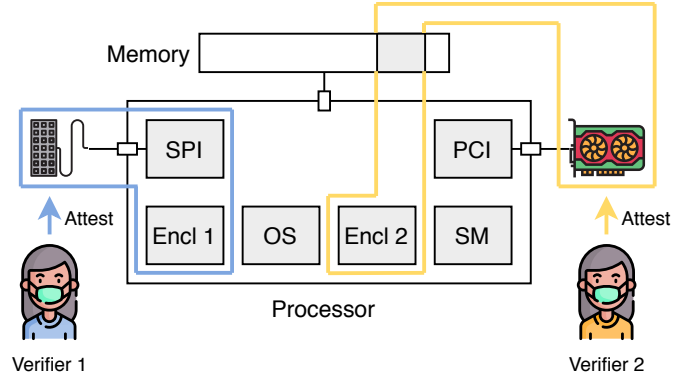 Memory
SPI
PCI
Attest
Attest
Encl 1
OS
Encl 2
SM
Processor
Verifier 1
Verifier 2